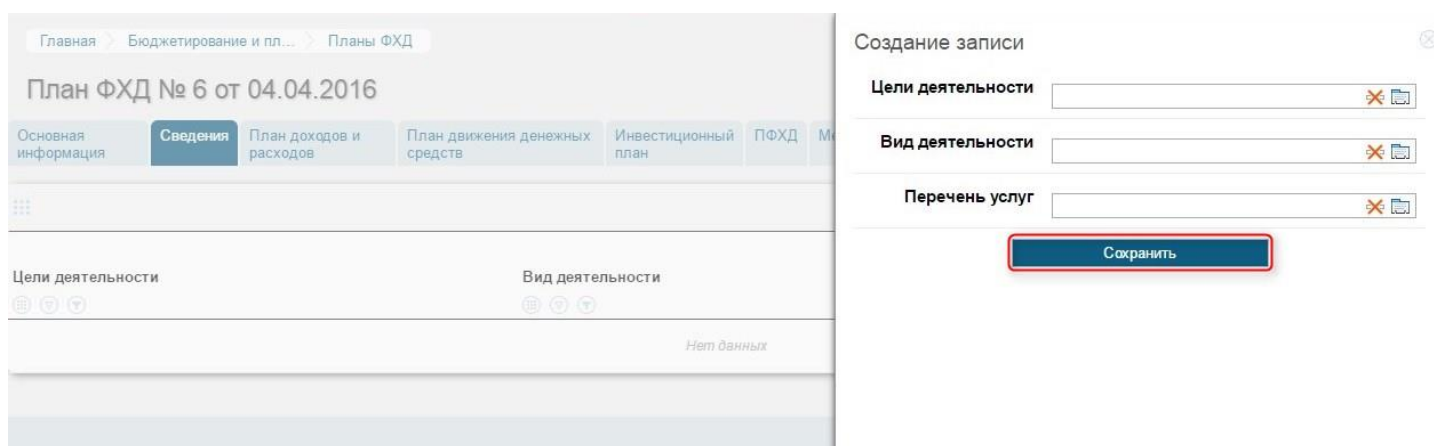 Главная Бюджетирование и пл... Планы ФХД
План ФХД № 6 от 04.04.2016
Основная информация
Сведения
План доходов и расходов
План движения денежных средств
Инвестиционный план
ПФХД
Цели деятельности
Вид деятельности
Нет данных
Создание записи
Цели деятельности
Вид деятельности
Перечень услуг
Сохранить